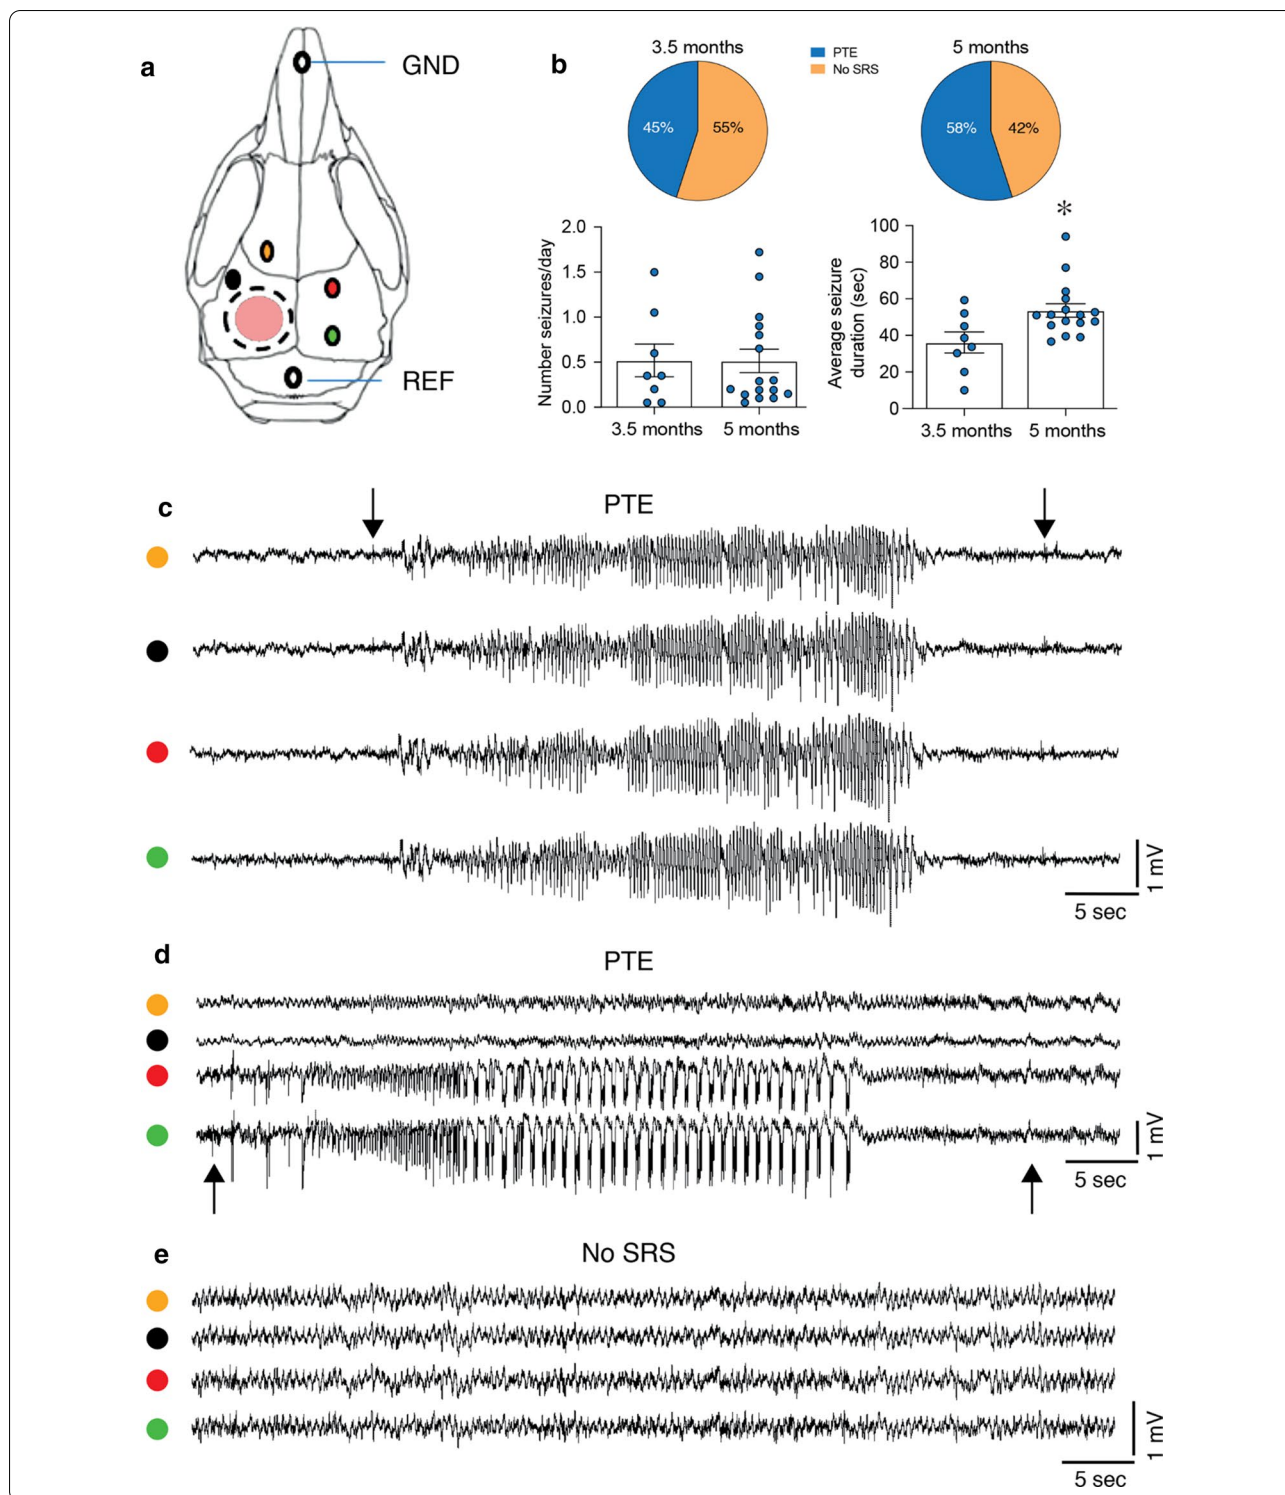 a
GND
REF
b
3.5 months
PTE
No SRS
5 months
45%
55%
58%
42%
Number seizures/day
2.0
1.5
1.0
0.5
0.0
3.5 months
5 months
Average seizure
duration (sec)
100
80
60
40
20
0
*
3.5 months
5 months
c
PTE
1 mV
5 sec
d
PTE
1 mV
5 sec
e
No SRS
1 mV
5 sec